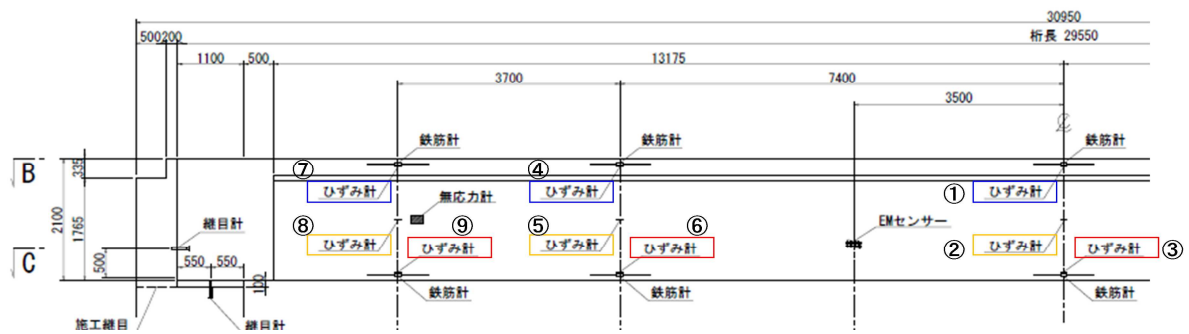 30950
500 200
桁長 29550
1100
500
13175
3700
7400
3500
℄
鉄筋計
鉄筋計
鉄筋計
B
335
⑦
④
ひずみ計
無応力計
ひずみ計
①
ひずみ計
2100
1765
継目計
⑧
⑨
⑤
⑥
EMセンサー
ひずみ計
ひずみ計
ひずみ計
ひずみ計
②
ひずみ計
ひずみ計
③
C
500
550
550
100
鉄筋計
鉄筋計
鉄筋計
施工継目
継目計